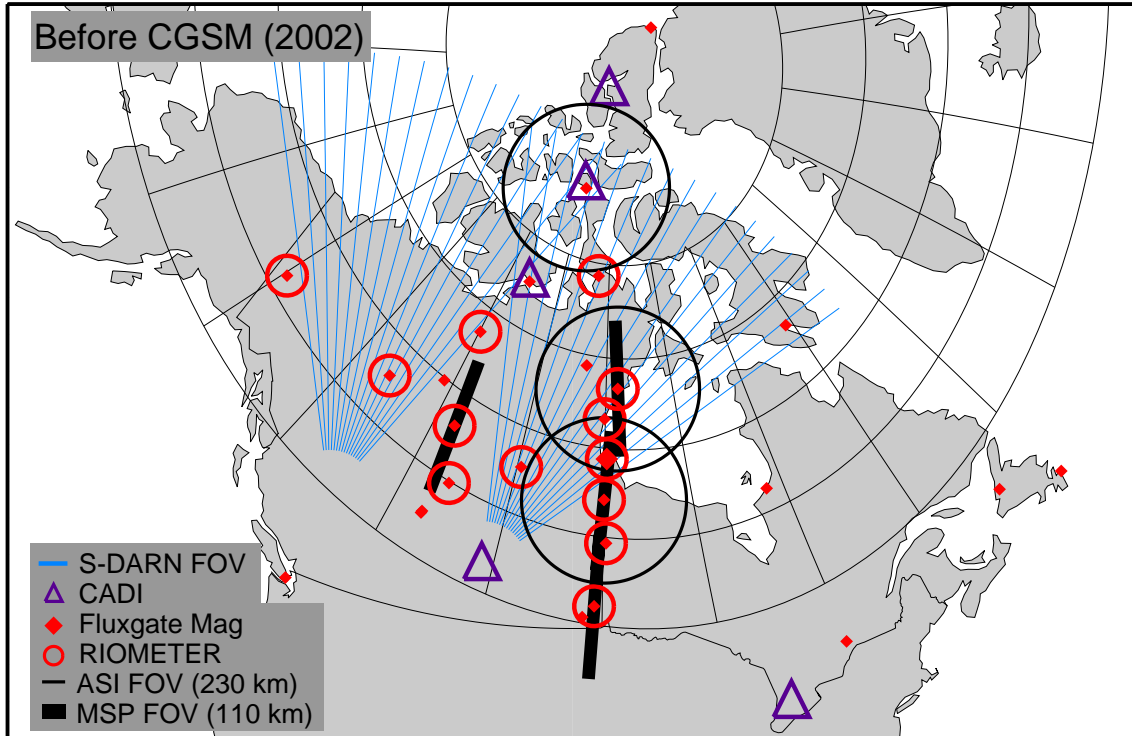 Before CGSM (2002)
S-DARN FOV
CADI
Fluxgate Mag
RIOMETER
ASI FOV (230 km)
MSP FOV (110 km)